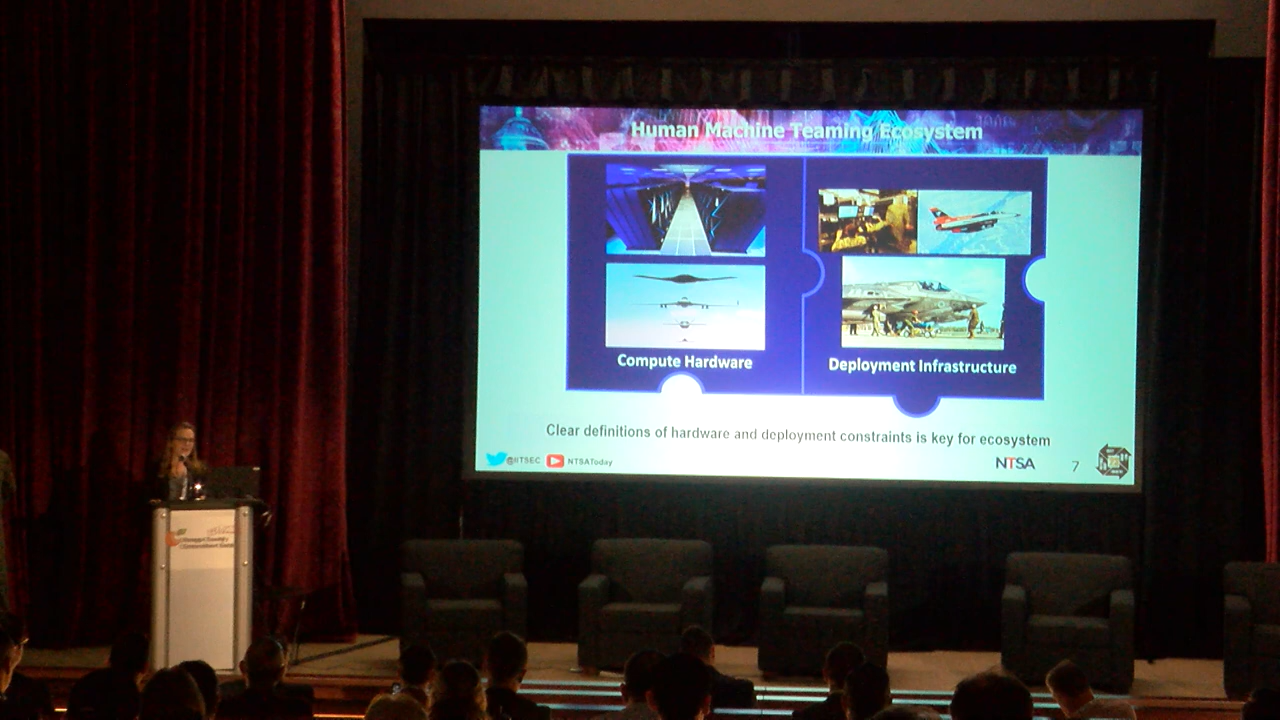 Human Machine Teaming Ecosystem
Compute Hardware
Deployment Infrastructure
Clear definitions of hardware and deployment constraints is key for ecosystem
@IITSEC NTSAToday
NTSA
7